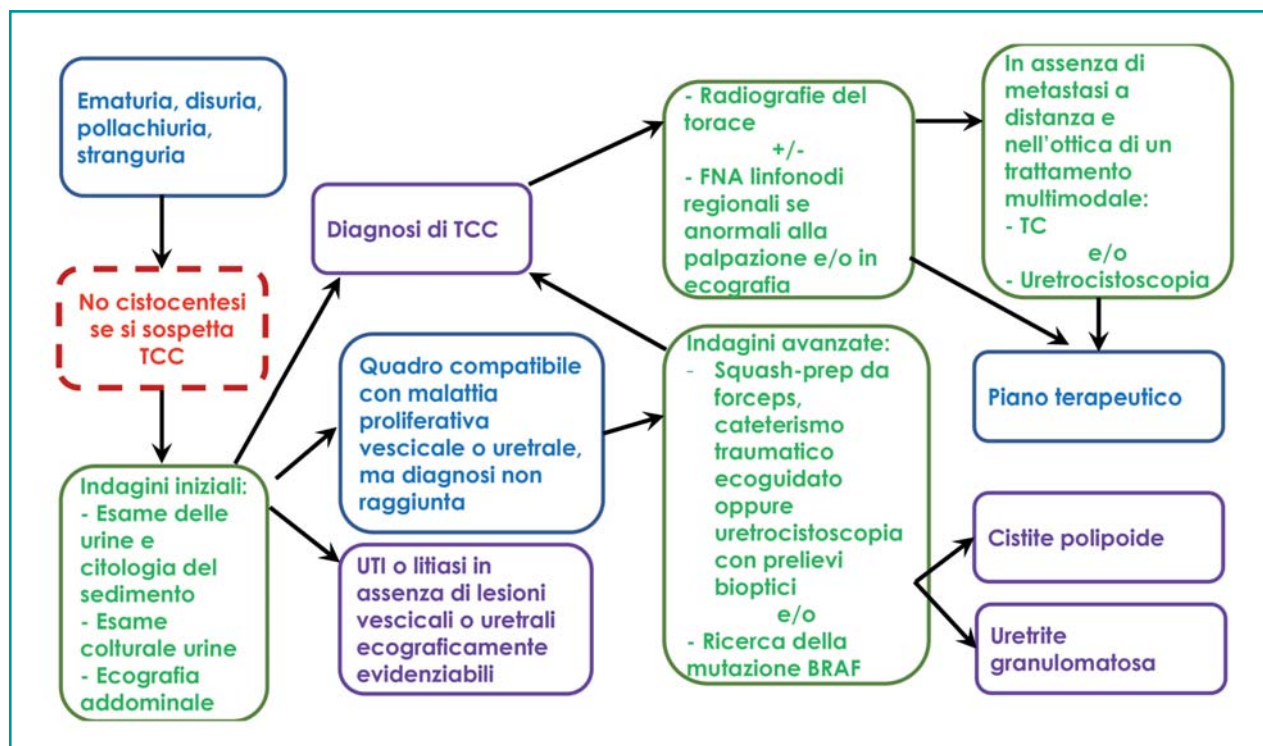 Ematuria, disuria,
pollachiuria,
stranguria
No cistocentesi
se si sospetta
TCC
Indagini iniziali:
- Esame delle
urine e
citologia del
sedimento
- Esame
colturale urine
- Ecografia
addominale
Diagnosi di TCC
Quadro compatibile
con malattia
proliferativa
vescicale o uretrale,
ma diagnosi non
raggiunta
UTI o litiasi in
assenza di lesioni
vescicali o uretrali
ecograficamente
evidenziabili
- Radiografie del
torace
+/-
- FNA linfonodi
regionali se
anormali alla
palpazione e/o in
ecografia
Indagini avanzate:
- Squash-prep da
forceps,
cateterismo
traumatico
ecoguidato
oppure
uretrocistoscopia
con prelievi
bioptici
e/o
- Ricerca della
mutazione BRAF
In assenza di
metastasi a
distanza e
nell'ottica di un
trattamento
multimodale:
- TC
e/o
- Uretrocistoscopia
Piano terapeutico
Cistite polipoide
Uretrite
granulomatosa